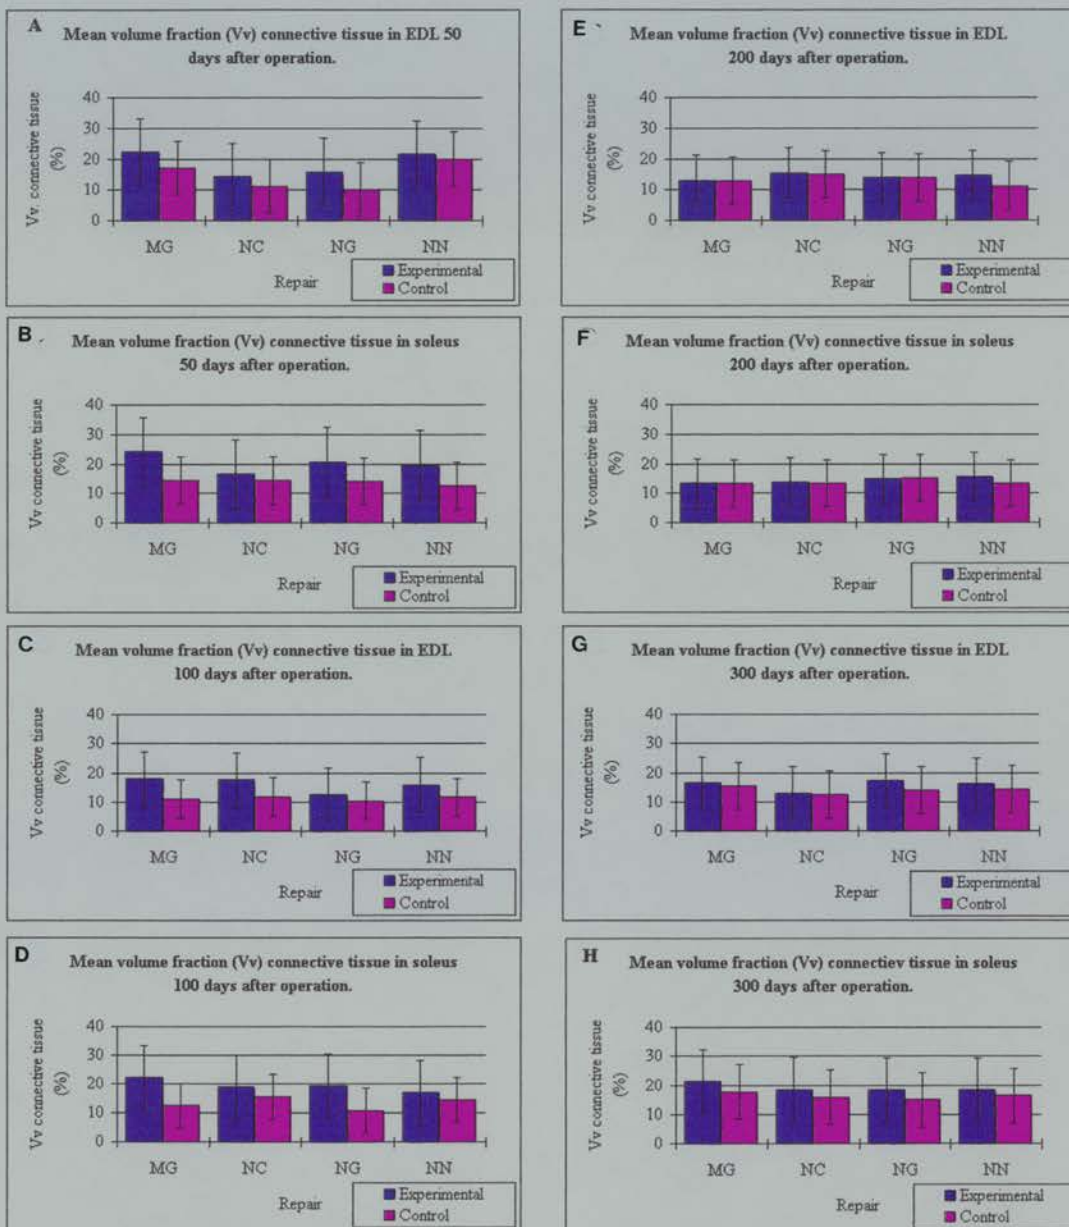 A
Mean volume fraction (Vv) connective tissue in EDL 50
days after operation.
Vv. connective tissue
(%)
40
30
20
10
0
MG NC NG NN
Repair
Experimental
Control
B
Mean volume fraction (Vv) connective tissue in soleus
50 days after operation.
Vv connective tissue
(%)
40
30
20
10
0
MG NC NG NN
Repair
Experimental
Control
C
Mean volume fraction (Vv) connective tissue in EDL
100 days after operation.
Vv connective tissue
(%)
40
30
20
10
0
MG NC NG NN
Repair
Experimental
Control
D
Mean volume fraction (Vv) connective tissue in soleus
100 days after operation.
Vv connective tissue
(%)
40
30
20
10
0
MG NC NG NN
Repair
Experimental
Control
E
Mean volume fraction (Vv) connective tissue in EDL
200 days after operation.
Vv connective tissue
(%)
40
30
20
10
0
MG NC NG NN
Repair
Experimental
Control
F
Mean volume fraction (Vv) connective tissue in soleus
200 days after operation.
Vv connective tissue
(%)
40
30
20
10
0
MG NC NG NN
Repair
Experimental
Control
G
Mean volume fraction (Vv) connective tissue in EDL
300 days after operation.
Vv connective tissue
(%)
40
30
20
10
0
MG NC NG NN
Repair
Experimental
Control
H
Mean volume fraction (Vv) connectiev tissue in soleus
300 days after operation.
Vv connective tissue
(%)
40
30
20
10
0
MG NC NG NN
Repair
Experimental
Control